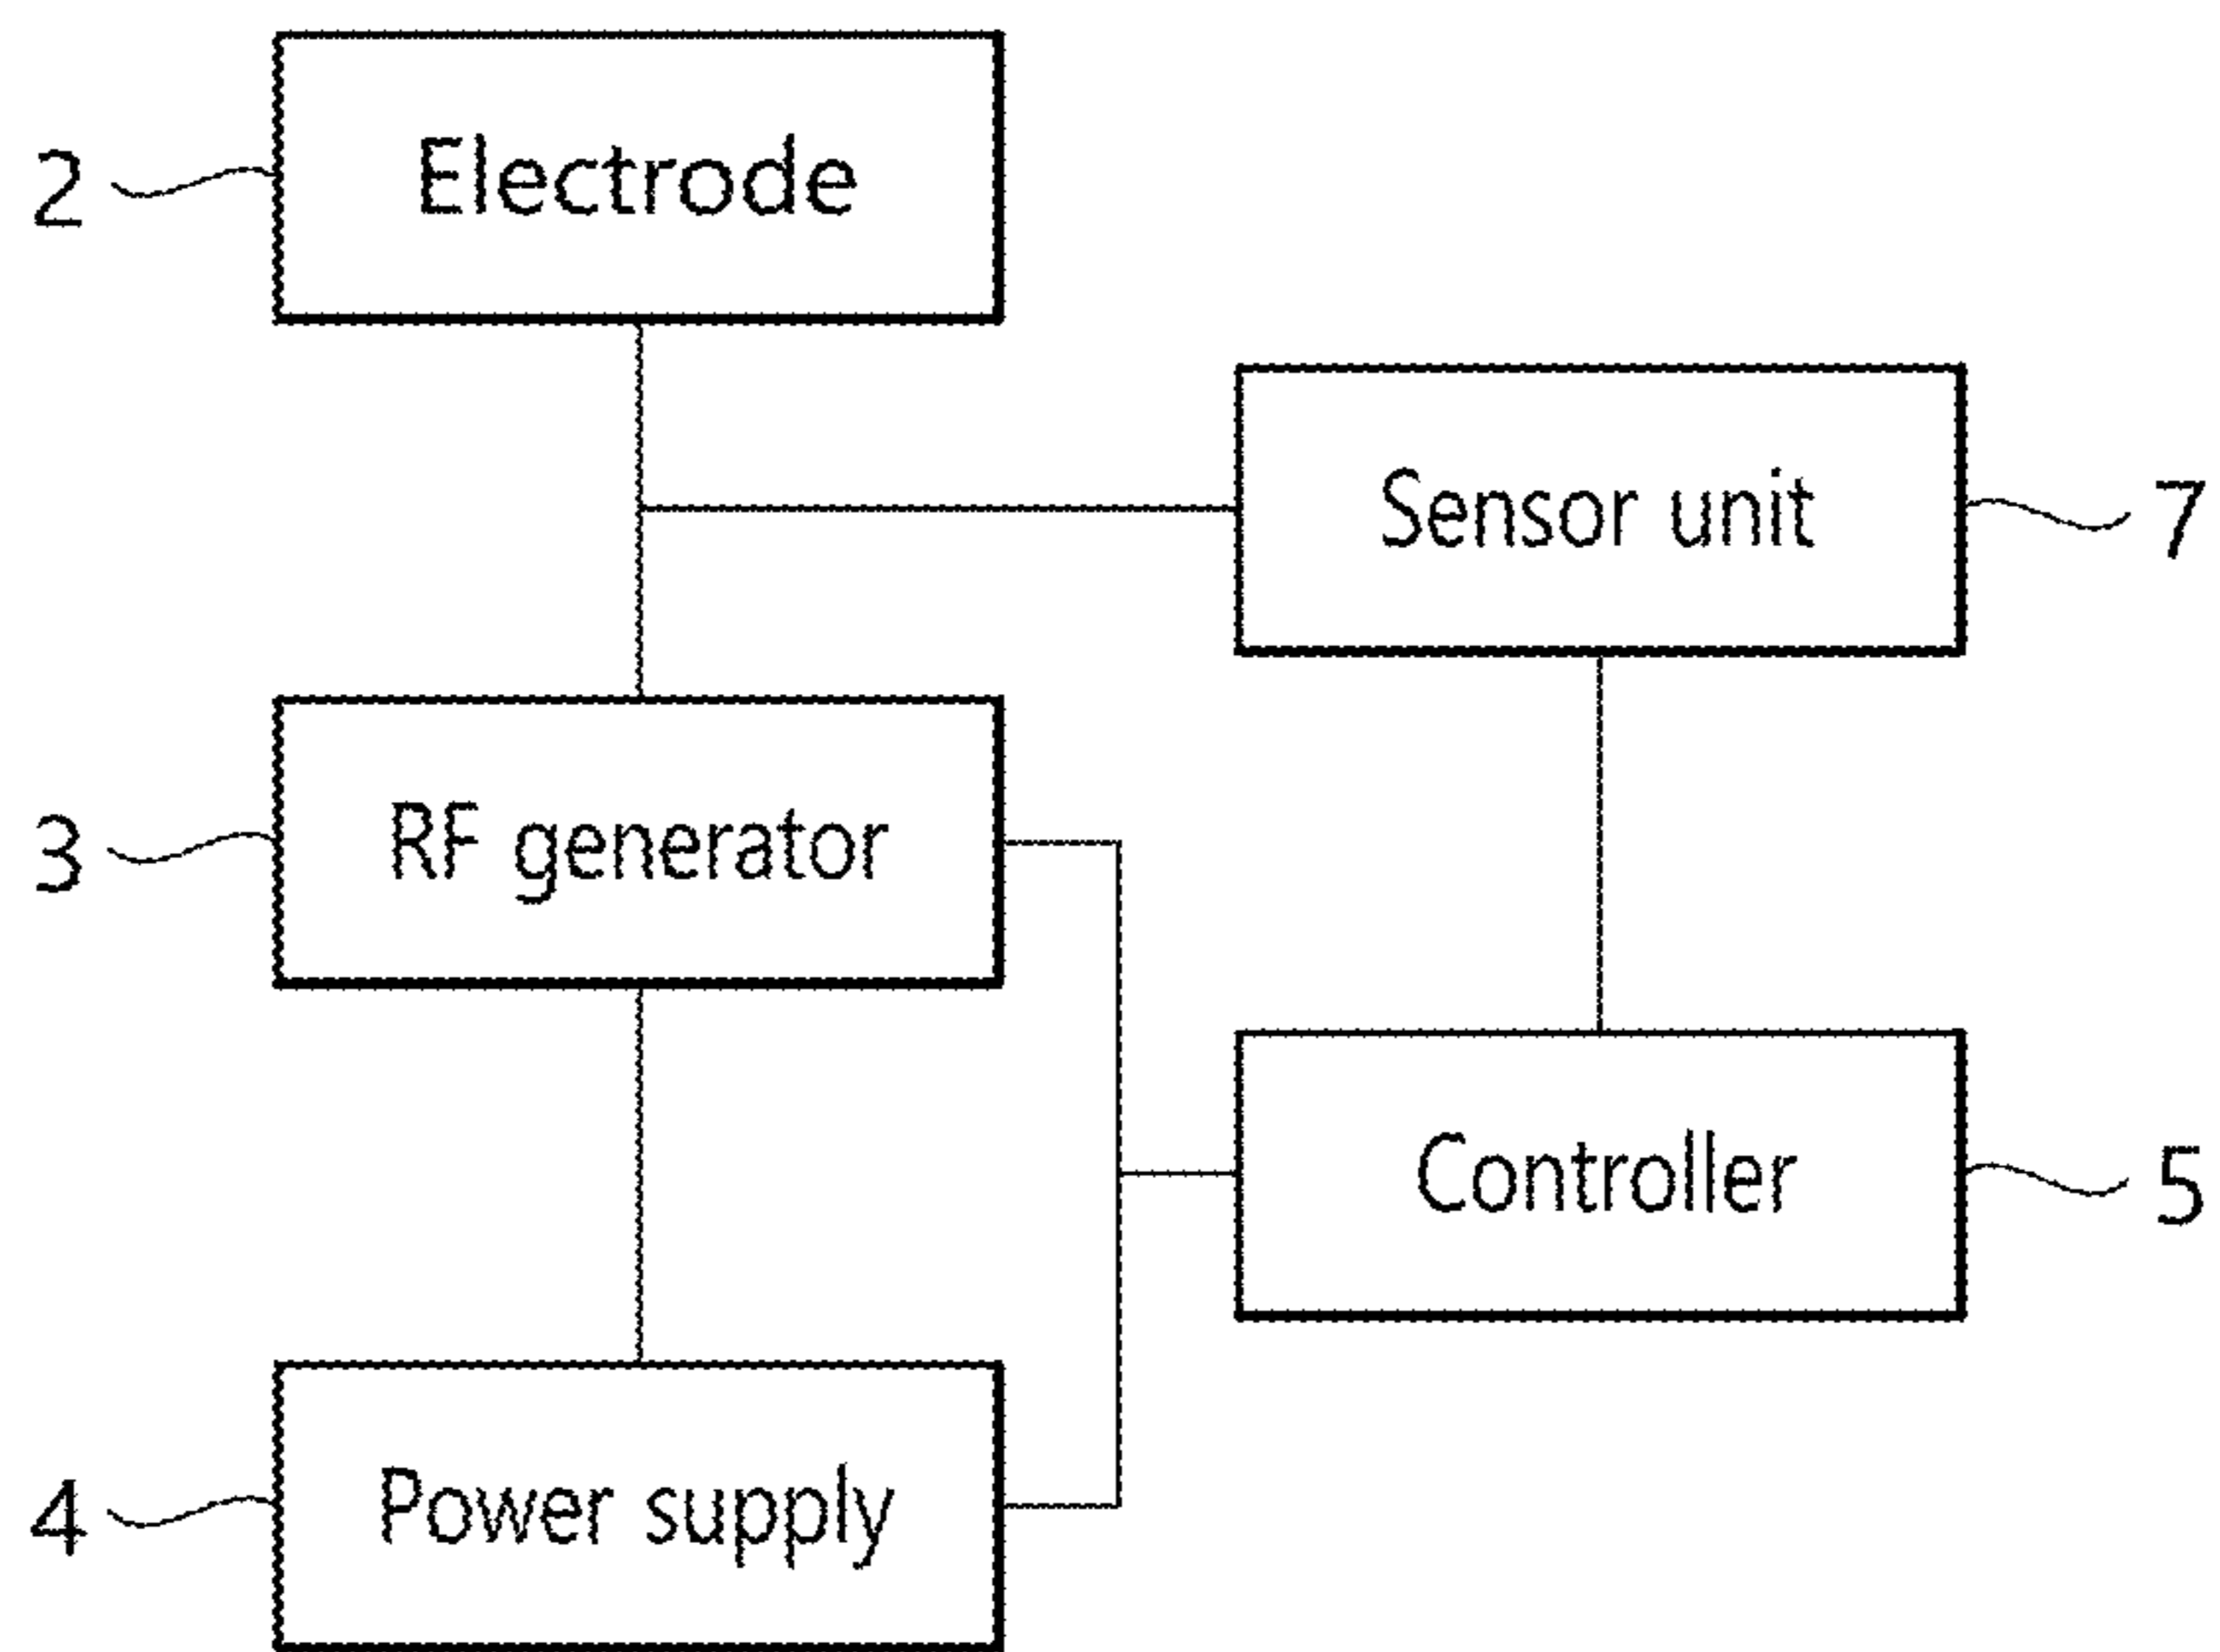 2 Electrode
Sensor unit 7
3 RF generator
Controller 5
4 Power supply